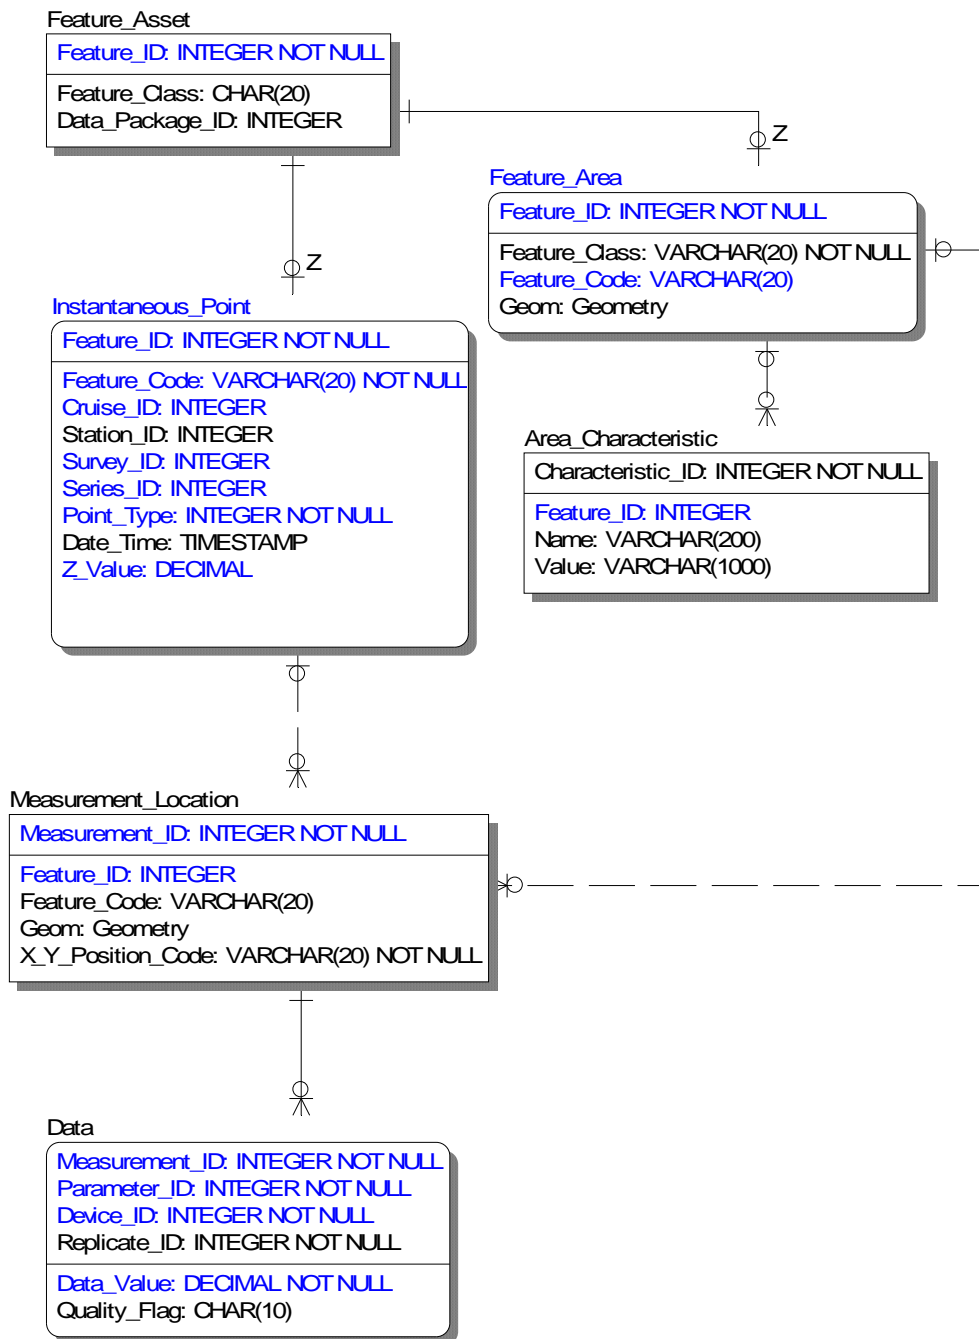 Feature_Asset
Feature_ID: INTEGER NOT NULL
Feature_Class: CHAR(20)
Data_Package_ID: INTEGER
Z
Z
Feature_Area
Feature_ID: INTEGER NOT NULL
Feature_Class: VARCHAR(20) NOT NULL
Feature_Code: VARCHAR(20)
Geom: Geometry
Instantaneous_Point
Feature_ID: INTEGER NOT NULL
Feature_Code: VARCHAR(20) NOT NULL
Cruise_ID: INTEGER
Station_ID: INTEGER
Survey_ID: INTEGER
Series_ID: INTEGER
Point_Type: INTEGER NOT NULL
Date_Time: TIMESTAMP
Z_Value: DECIMAL
Area_Characteristic
Characteristic_ID: INTEGER NOT NULL
Feature_ID: INTEGER
Name: VARCHAR(200)
Value: VARCHAR(1000)
Measurement_Location
Measurement_ID: INTEGER NOT NULL
Feature_ID: INTEGER
Feature_Code: VARCHAR(20)
Geom: Geometry
X_Y_Position_Code: VARCHAR(20) NOT NULL
Data
Measurement_ID: INTEGER NOT NULL
Parameter_ID: INTEGER NOT NULL
Device_ID: INTEGER NOT NULL
Replicate_ID: INTEGER NOT NULL
Data_Value: DECIMAL NOT NULL
Quality_Flag: CHAR(10)